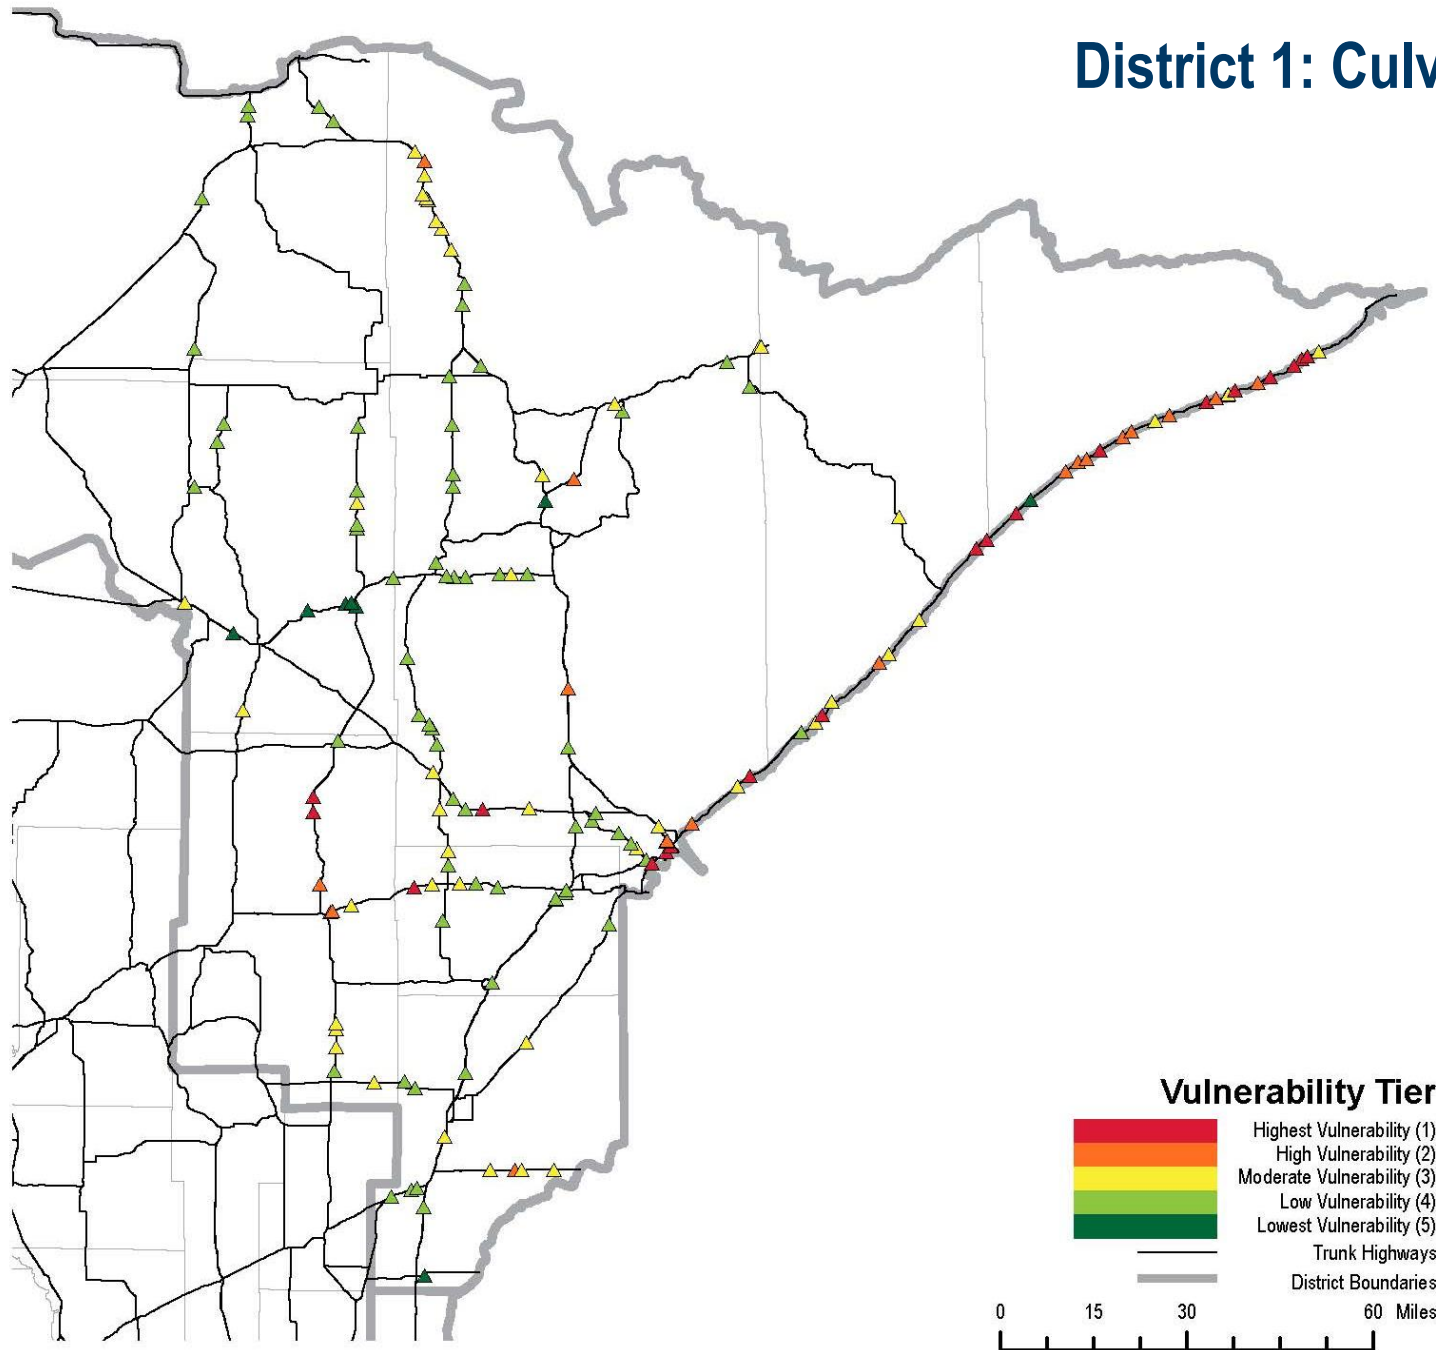 District 1: Culv
Vulnerability Tier
Highest Vulnerability (1)
High Vulnerability (2)
Moderate Vulnerability (3)
Low Vulnerability (4)
Lowest Vulnerability (5)
Trunk Highways
District Boundaries
0 15 30 60 Miles